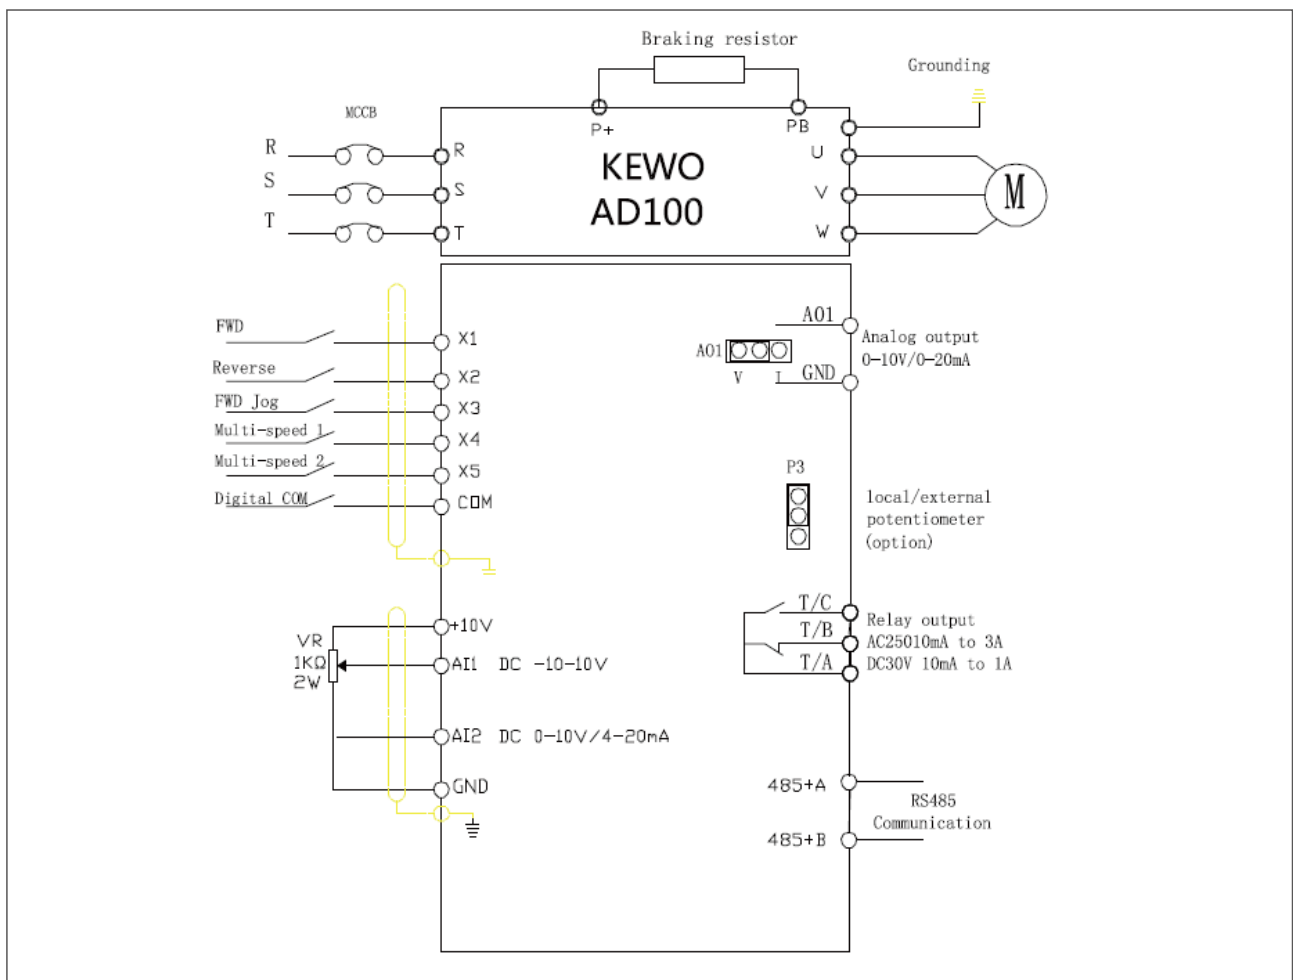 Braking resistor
Grounding
MCCB
P+
PB
R
R
U
KEWO
S
S
V
M
AD100
T
T
W
FWD
X1
AO1
Analog output
0-10V/0-20mA
AO1
V
I
GND
Reverse
X2
FWD Jog
X3
Multi-speed 1
X4
Multi-speed 2
X5
Digital COM
COM
P3
local/external
potentiometer
(option)
+10V
VR
1KΩ
2W
AI1 DC -10-10V
AI2 DC 0-10V/4-20mA
GND
T/C
T/B
T/A
Relay output
AC25010mA to 3A
DC30V 10mA to 1A
485+A
RS485
Communication
485+B